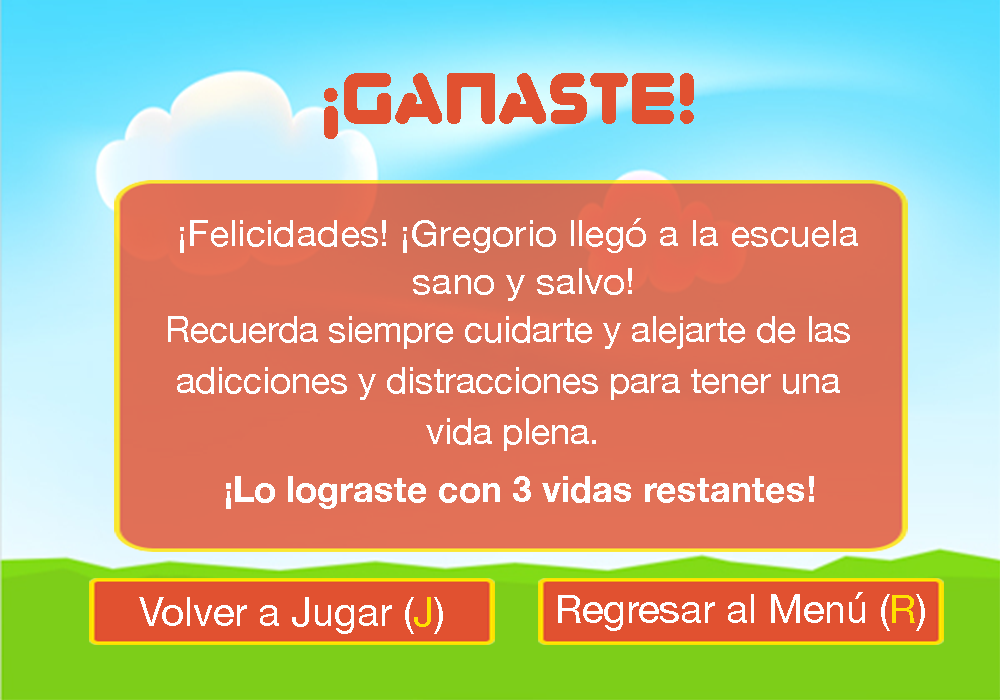 ¡GANASTE!
¡Felicidades! ¡Gregorio llegó a la escuela
sano y salvo!
Recuerda siempre cuidarte y alejarte de las
adicciones y distracciones para tener una
vida plena.
¡Lo lograste con 3 vidas restantes!
Volver a Jugar (J)
Regresar al Menú (R)